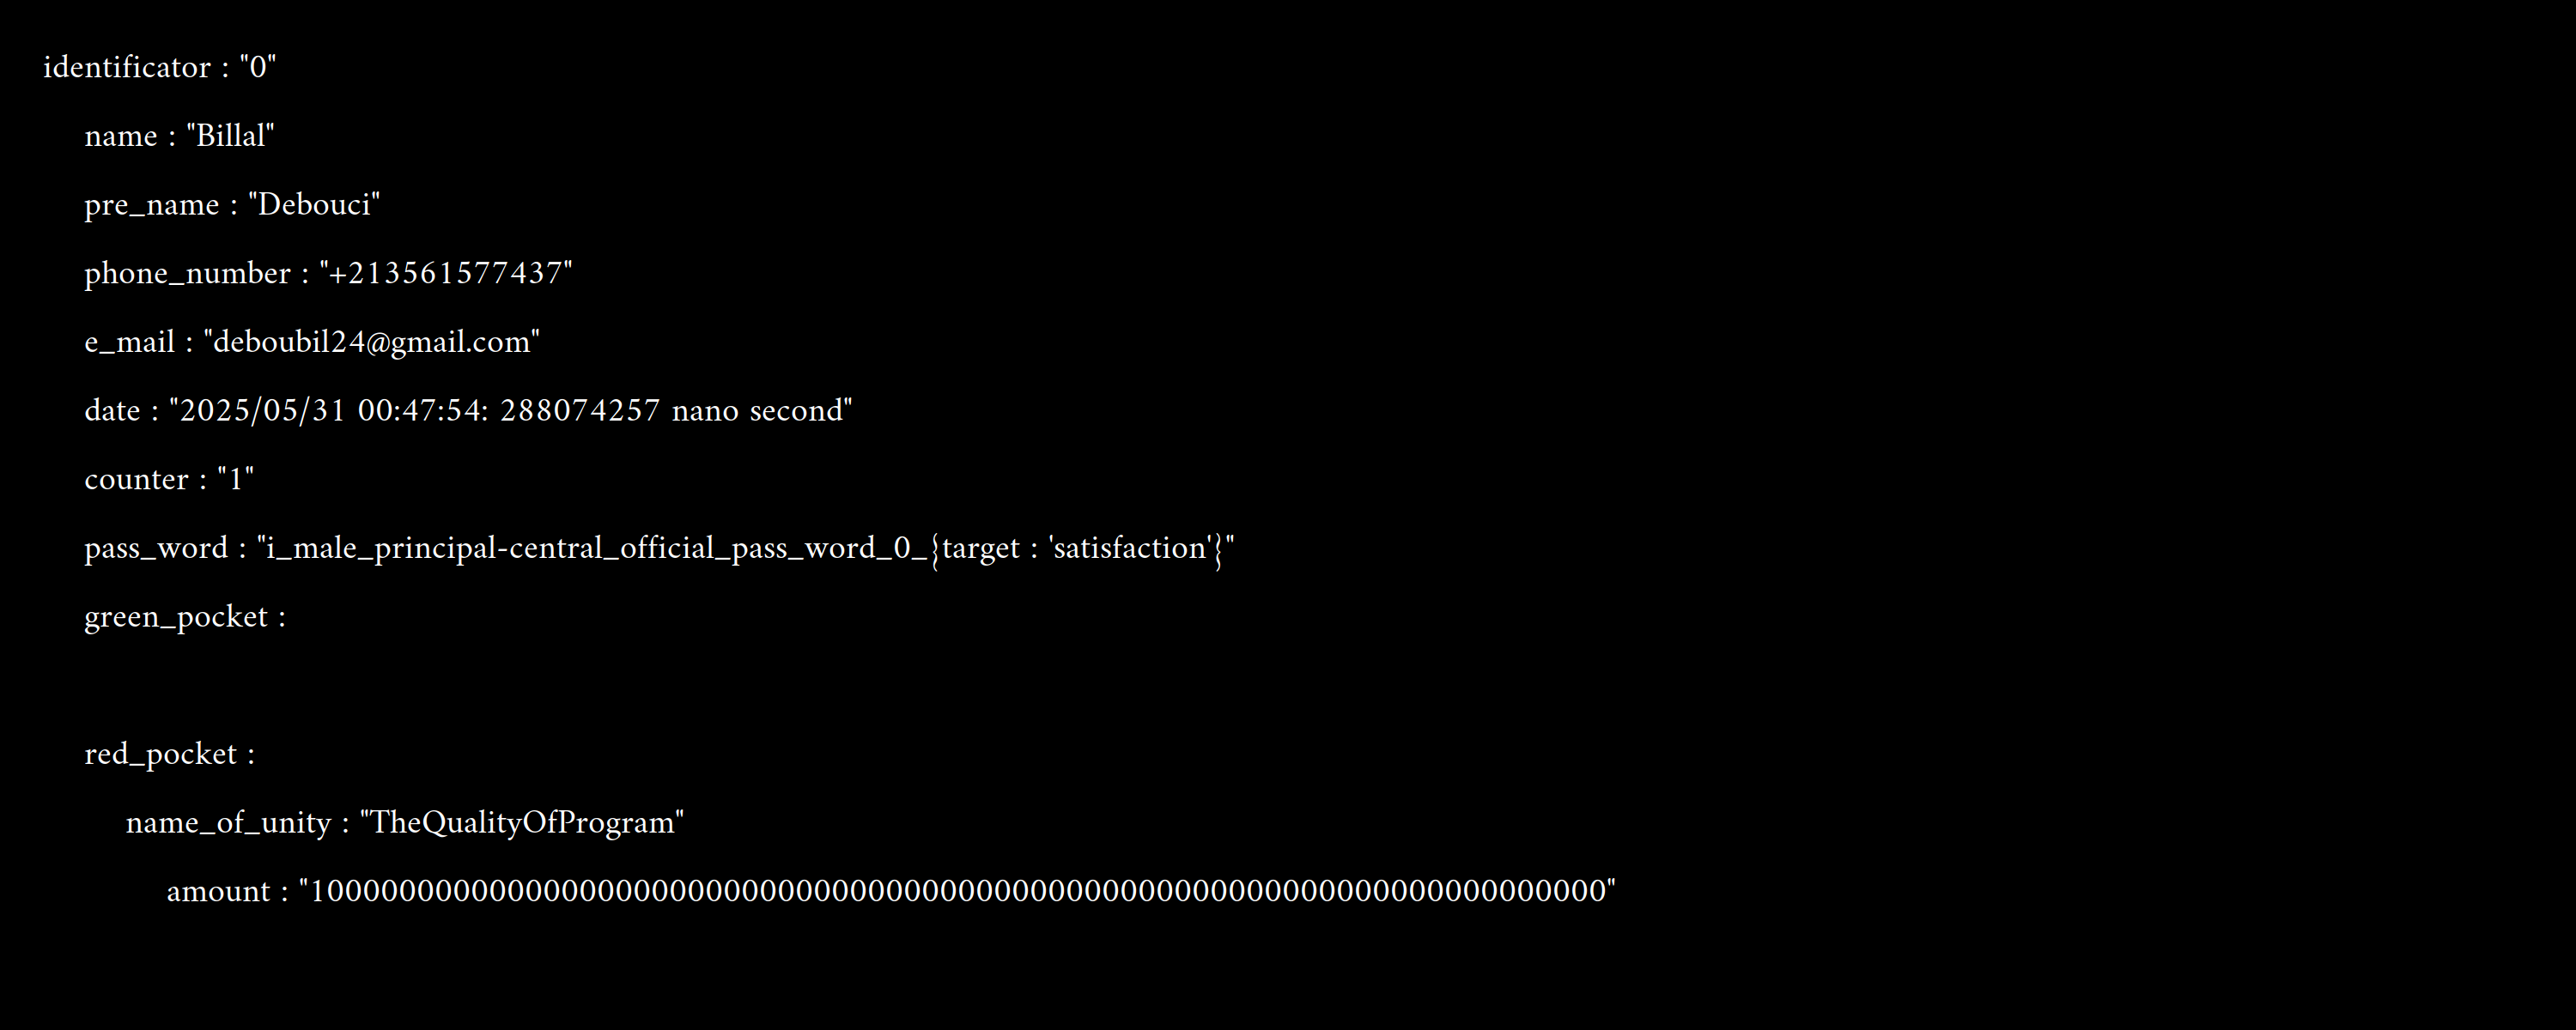 identificator : "0"
name : "Billal"
pre_name : "Debouci"
phone_number : "+213561577437"
e_mail : "deboubil24@gmail.com"
date : "2025/05/31 00:47:54: 288074257 nano second"
counter : "1"
pass_word : "i_male_principal-central_official_pass_word_0_{target : 'satisfaction'}"
green_pocket :
red_pocket :
name_of_unity : "TheQualityOfProgram"
amount : "100000000000000000000000000000000000000000000000000000000000000000000000"